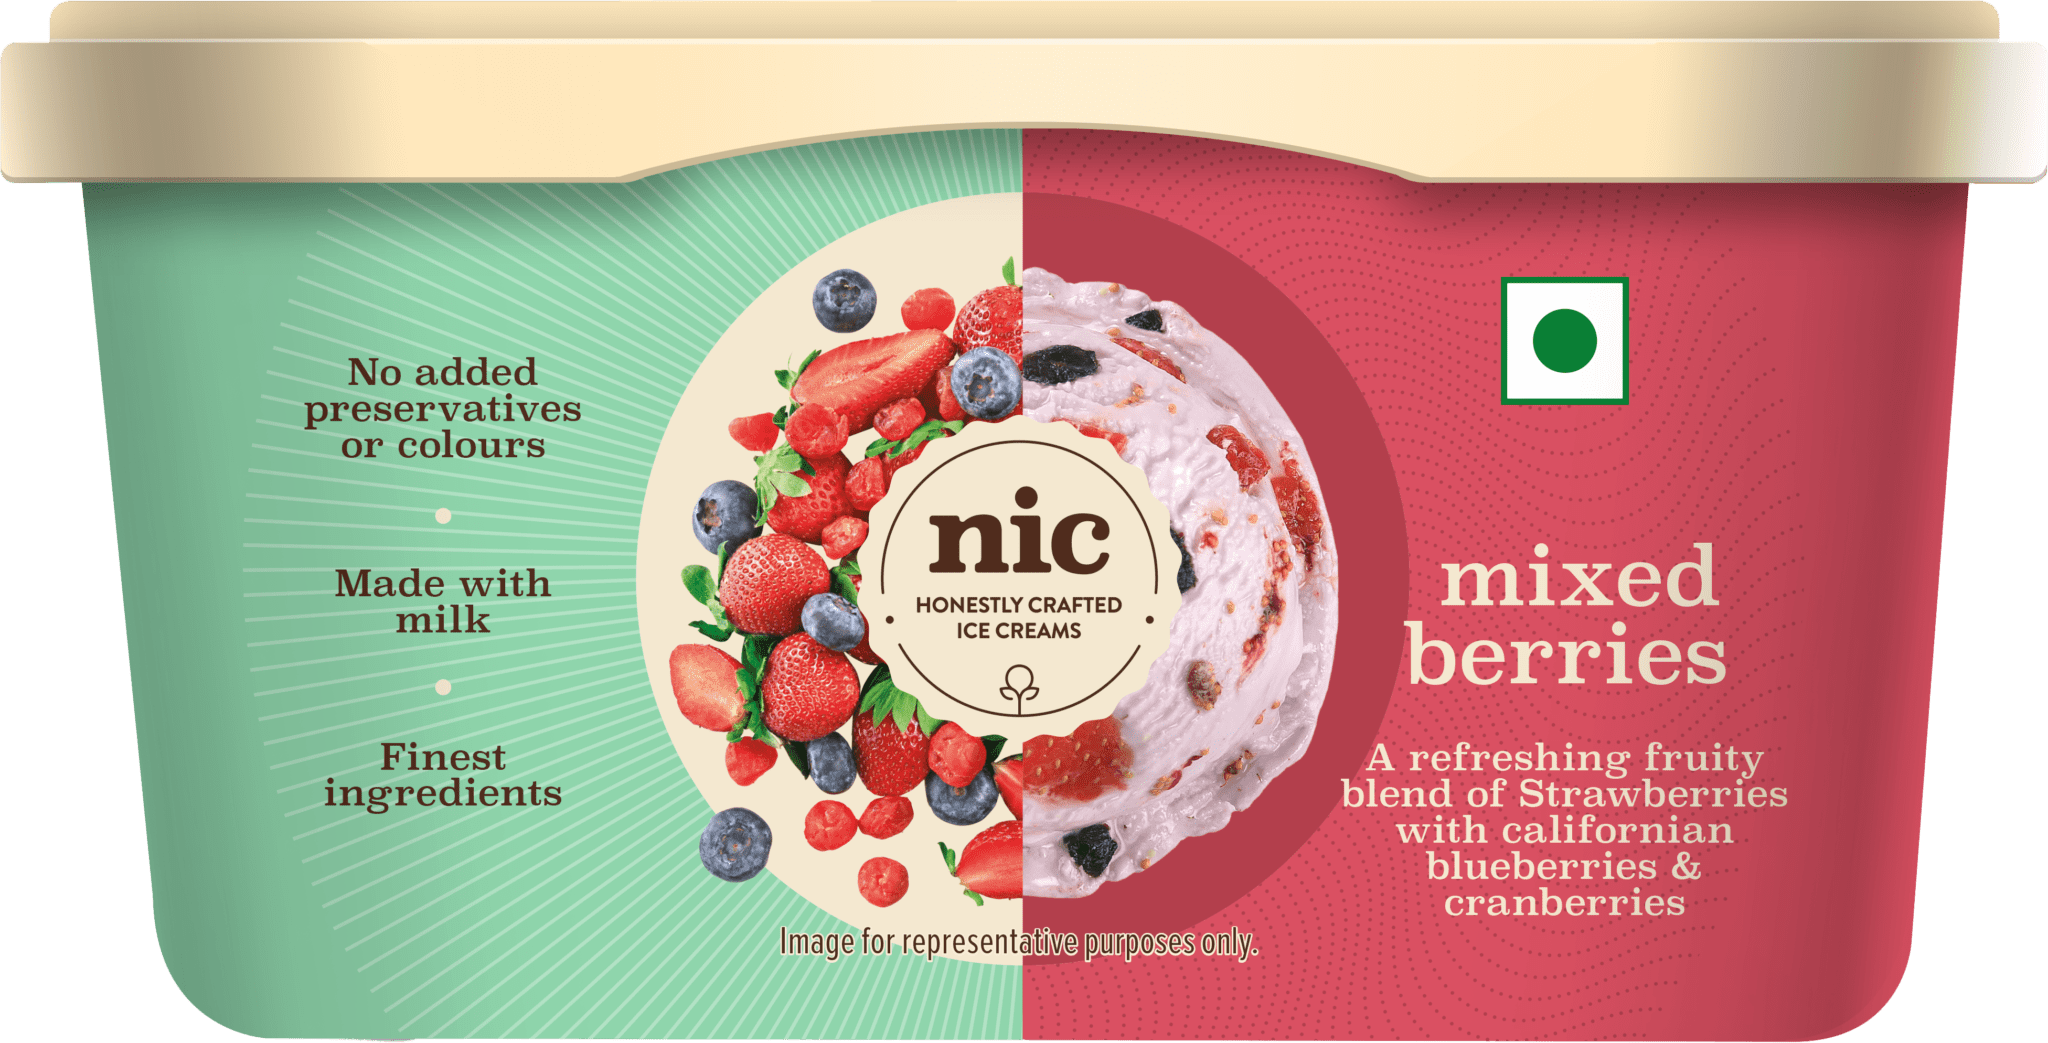 No added
preservatives
or colours
Made with
milk
Finest
ingredients
nic
HONESTLY CRAFTED
ICE CREAMS
mixed
berries
A refreshing fruity
blend of Strawberries
with californian
blueberries &
cranberries
Image for representative purposes only.